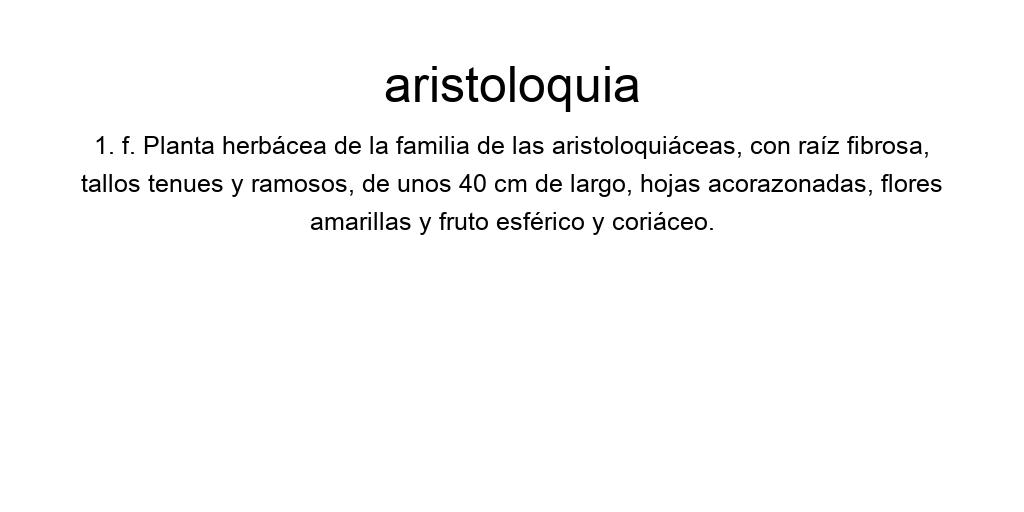 aristoloquia
1. f. Planta herbácea de la familia de las aristoloquiáceas, con raíz fibrosa,
tallos tenues y ramosos, de unos 40 cm de largo, hojas acorazonadas, flores
amarillas y fruto esférico y coriáceo.